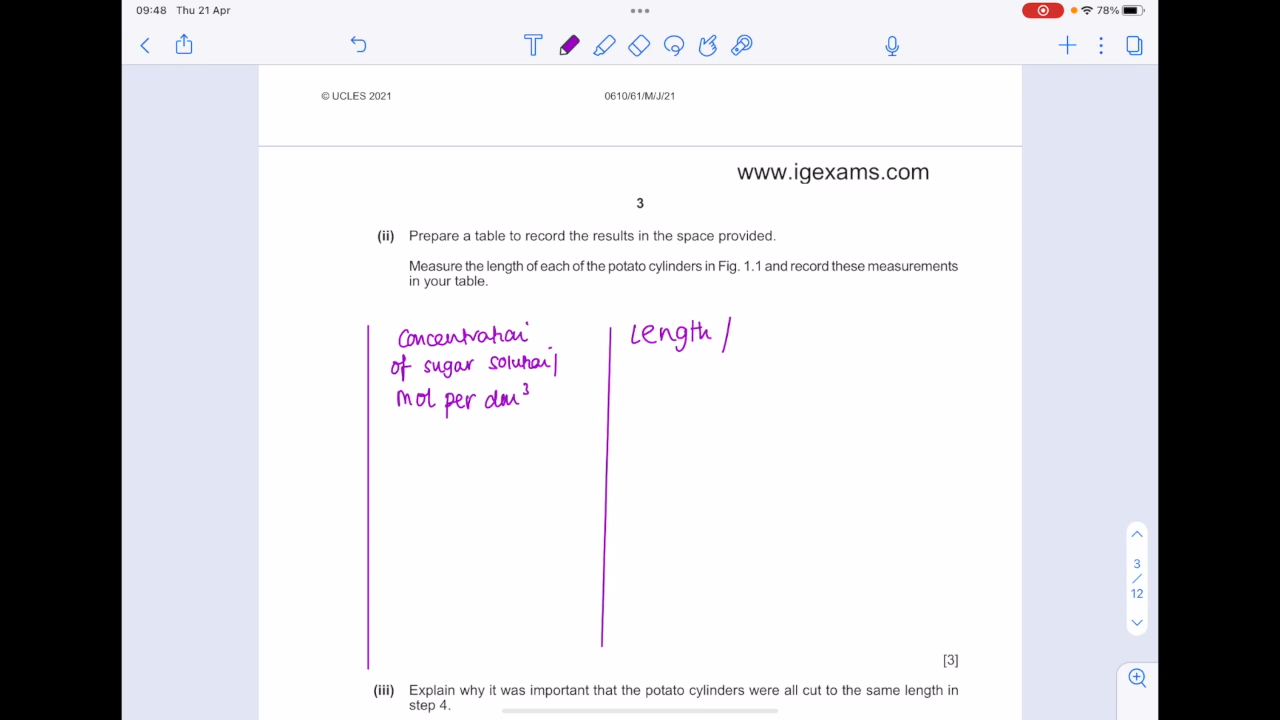 09:48 Thu 21 Apr
78%
© UCLES 2021 0610/61/M/J/21
www.igexams.com
3
(ii) Prepare a table to record the results in the space provided.
Measure the length of each of the potato cylinders in Fig. 1.1 and record these measurements
in your table.
Concentration
of sugar solution/
mol per dm³
Length /
3
/
12
[3]
(iii) Explain why it was important that the potato cylinders were all cut to the same length in
step 4.